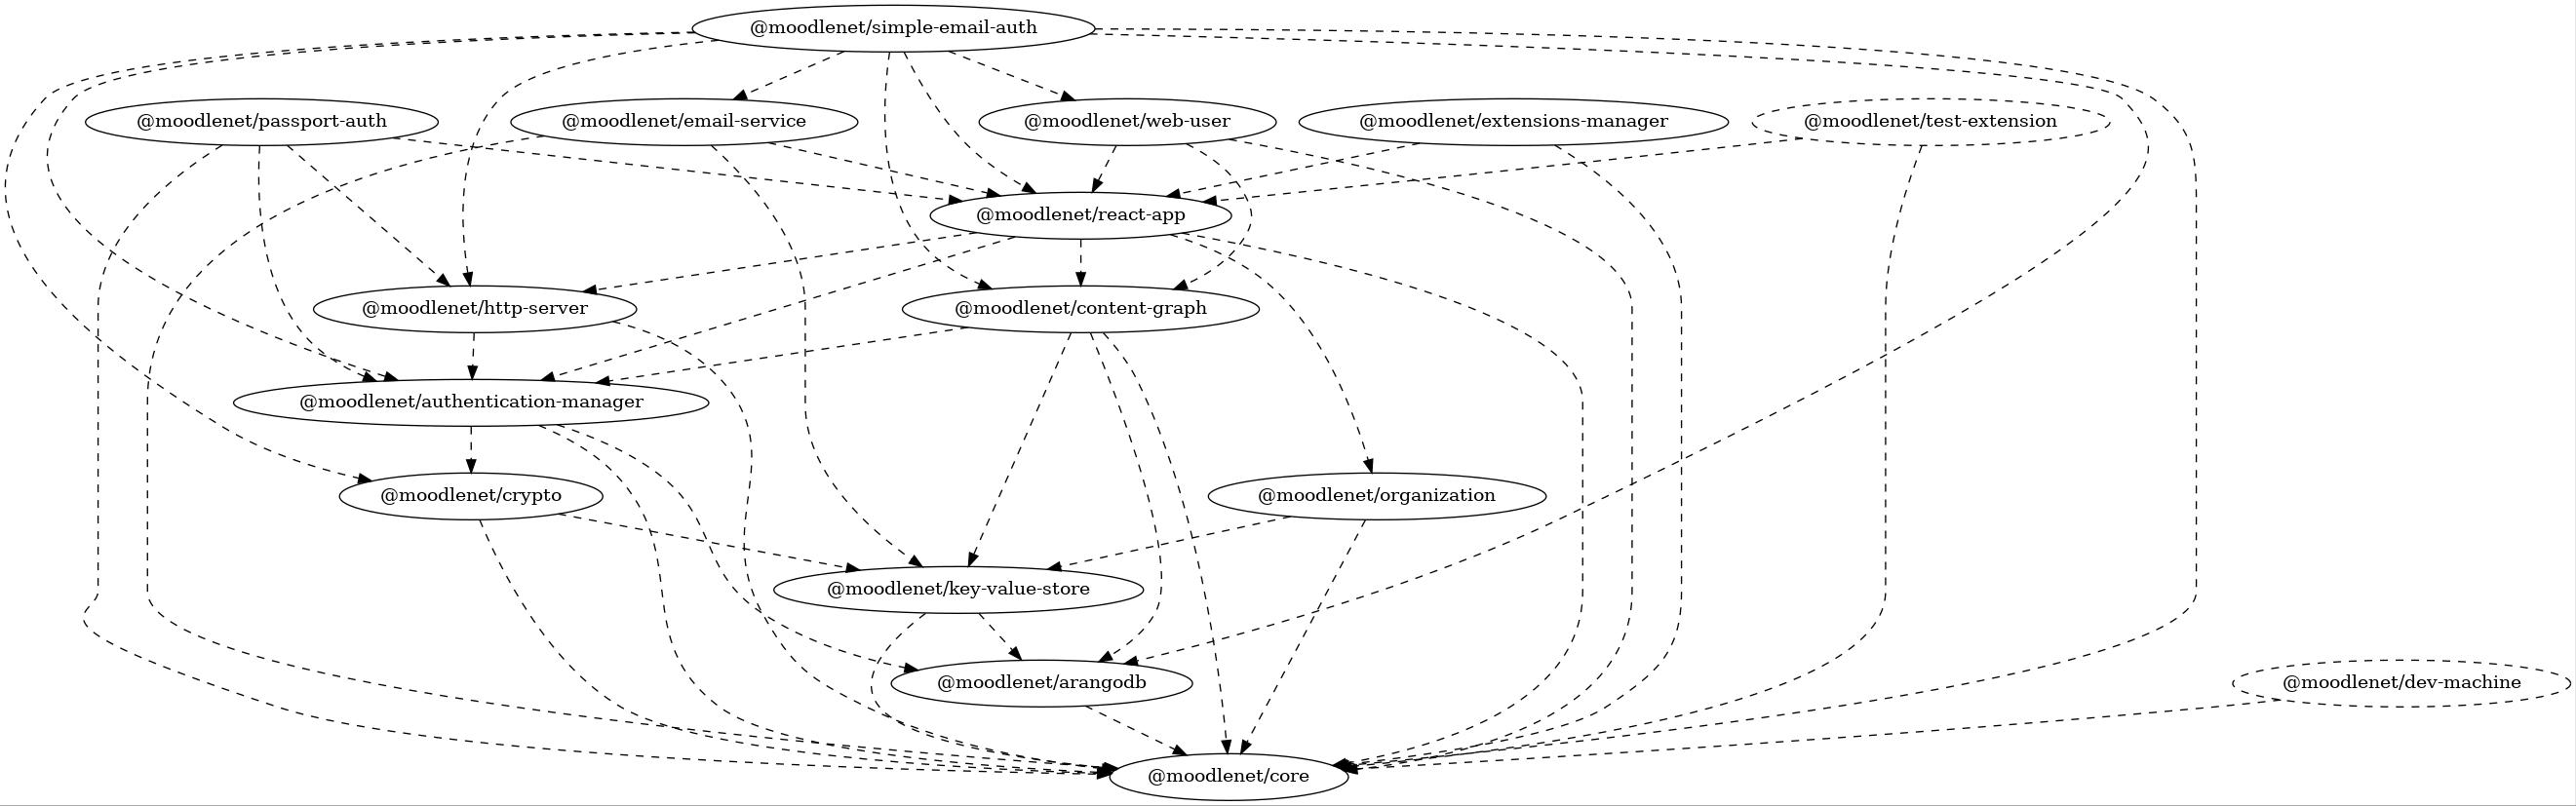 @moodlenet/simple-email-auth
@moodlenet/passport-auth
@moodlenet/email-service
@moodlenet/web-user
@moodlenet/extensions-manager
@moodlenet/test-extension
@moodlenet/react-app
@moodlenet/http-server
@moodlenet/content-graph
@moodlenet/authentication-manager
@moodlenet/crypto
@moodlenet/organization
@moodlenet/key-value-store
@moodlenet/arangodb
@moodlenet/dev-machine
@moodlenet/core